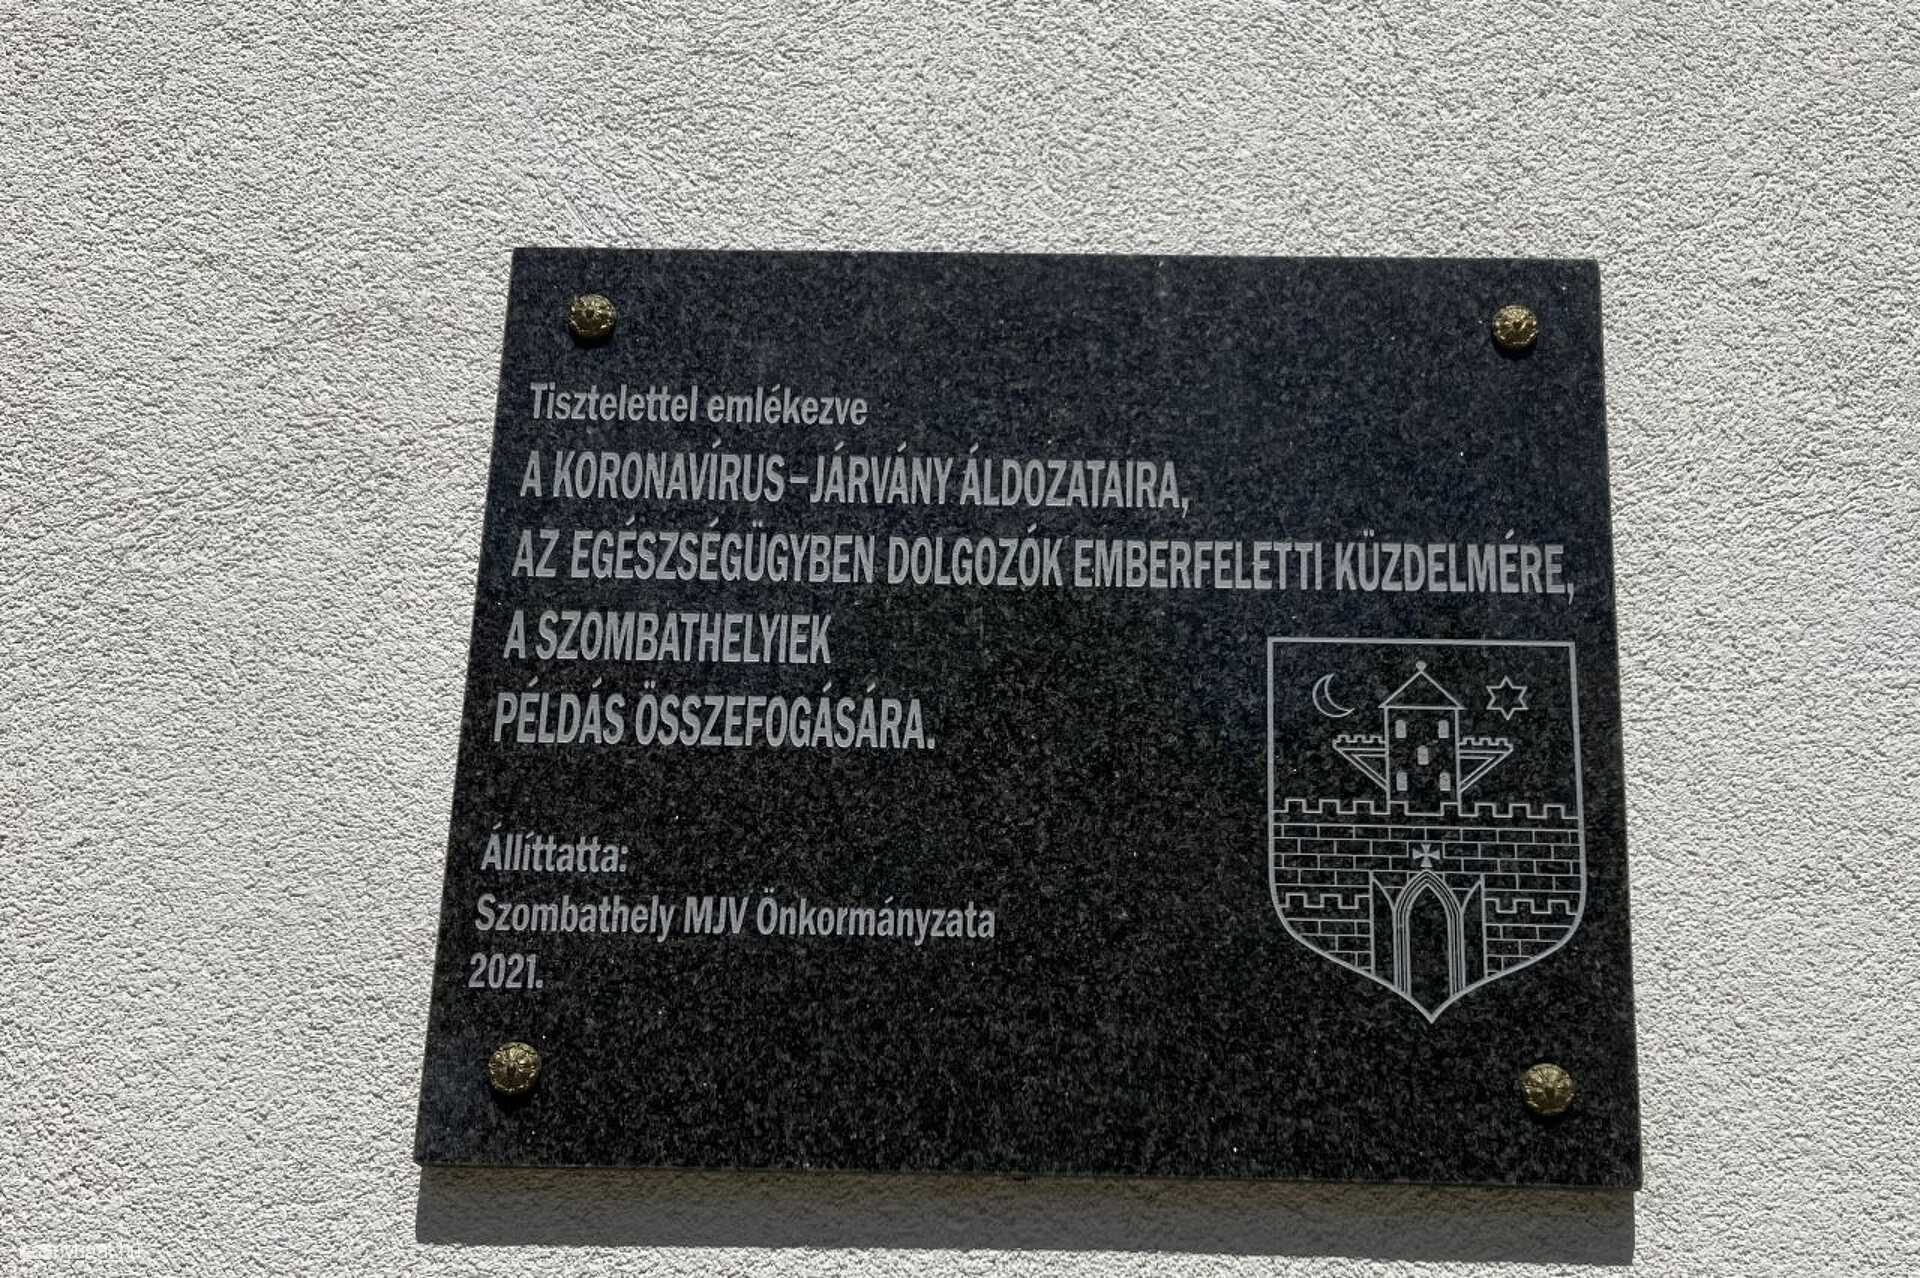 Tisztelettel emlékezve
A KORONAVÍRUS–JÁRVÁNY ÁLDOZATAIRA,
AZ EGÉSZSÉGÜGYBEN DOLGOZÓK EMBERFELETTI KÜZDELMÉRE,
A SZOMBATHELYIEK
PÉLDÁS ÖSSZEFOGÁSÁRA.
Állíttatta:
Szombathely MJV Önkormányzata
2021.